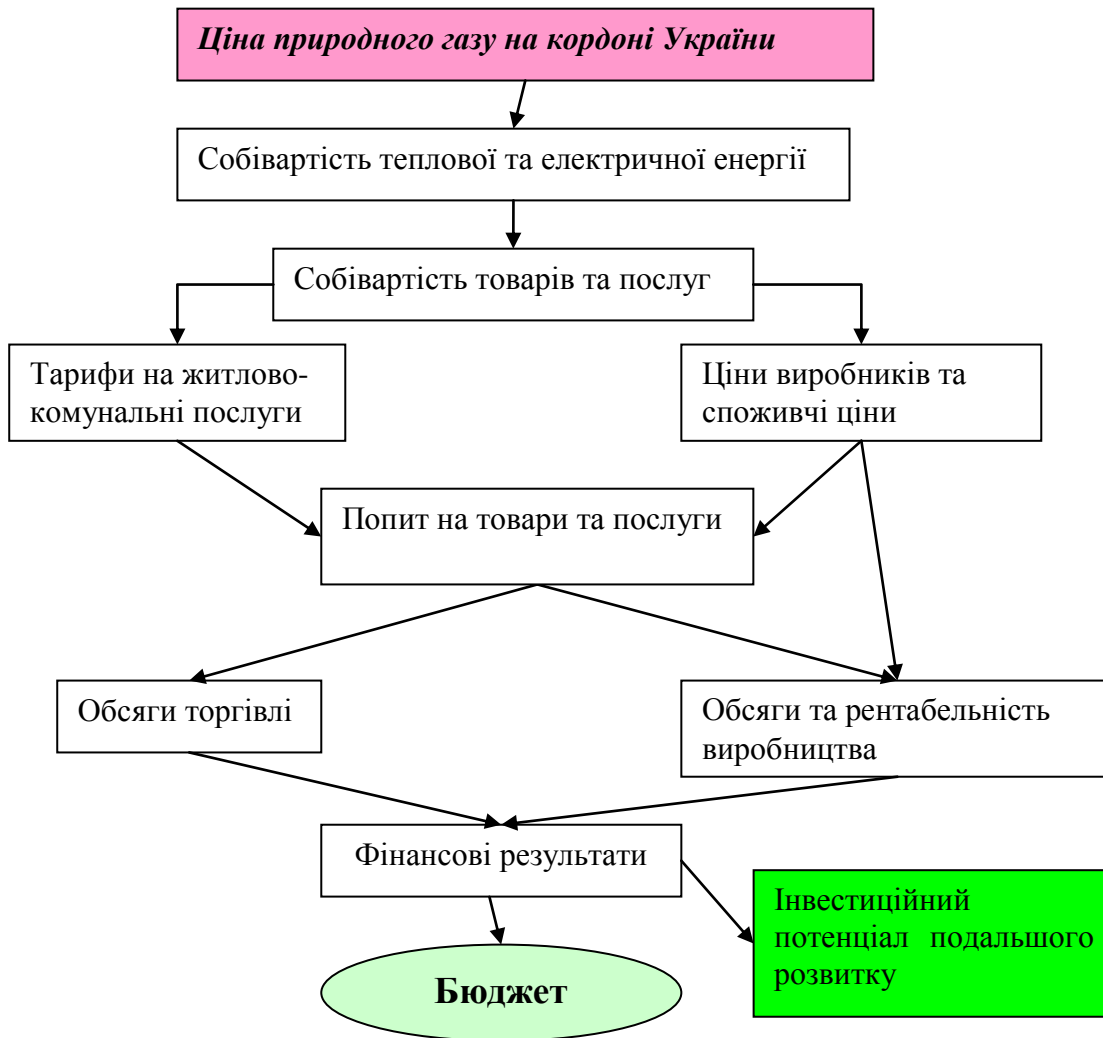 Ціна природного газу на кордоні України
Собівартість теплової та електричної енергії
Собівартість товарів та послуг
Тарифи на житлово-
комунальні послуги
Ціни виробників та
споживчі ціни
Попит на товари та послуги
Обсяги торгівлі
Обсяги та рентабельність
виробництва
Фінансові результати
Інвестиційний
потенціал подальшого
розвитку
Бюджет